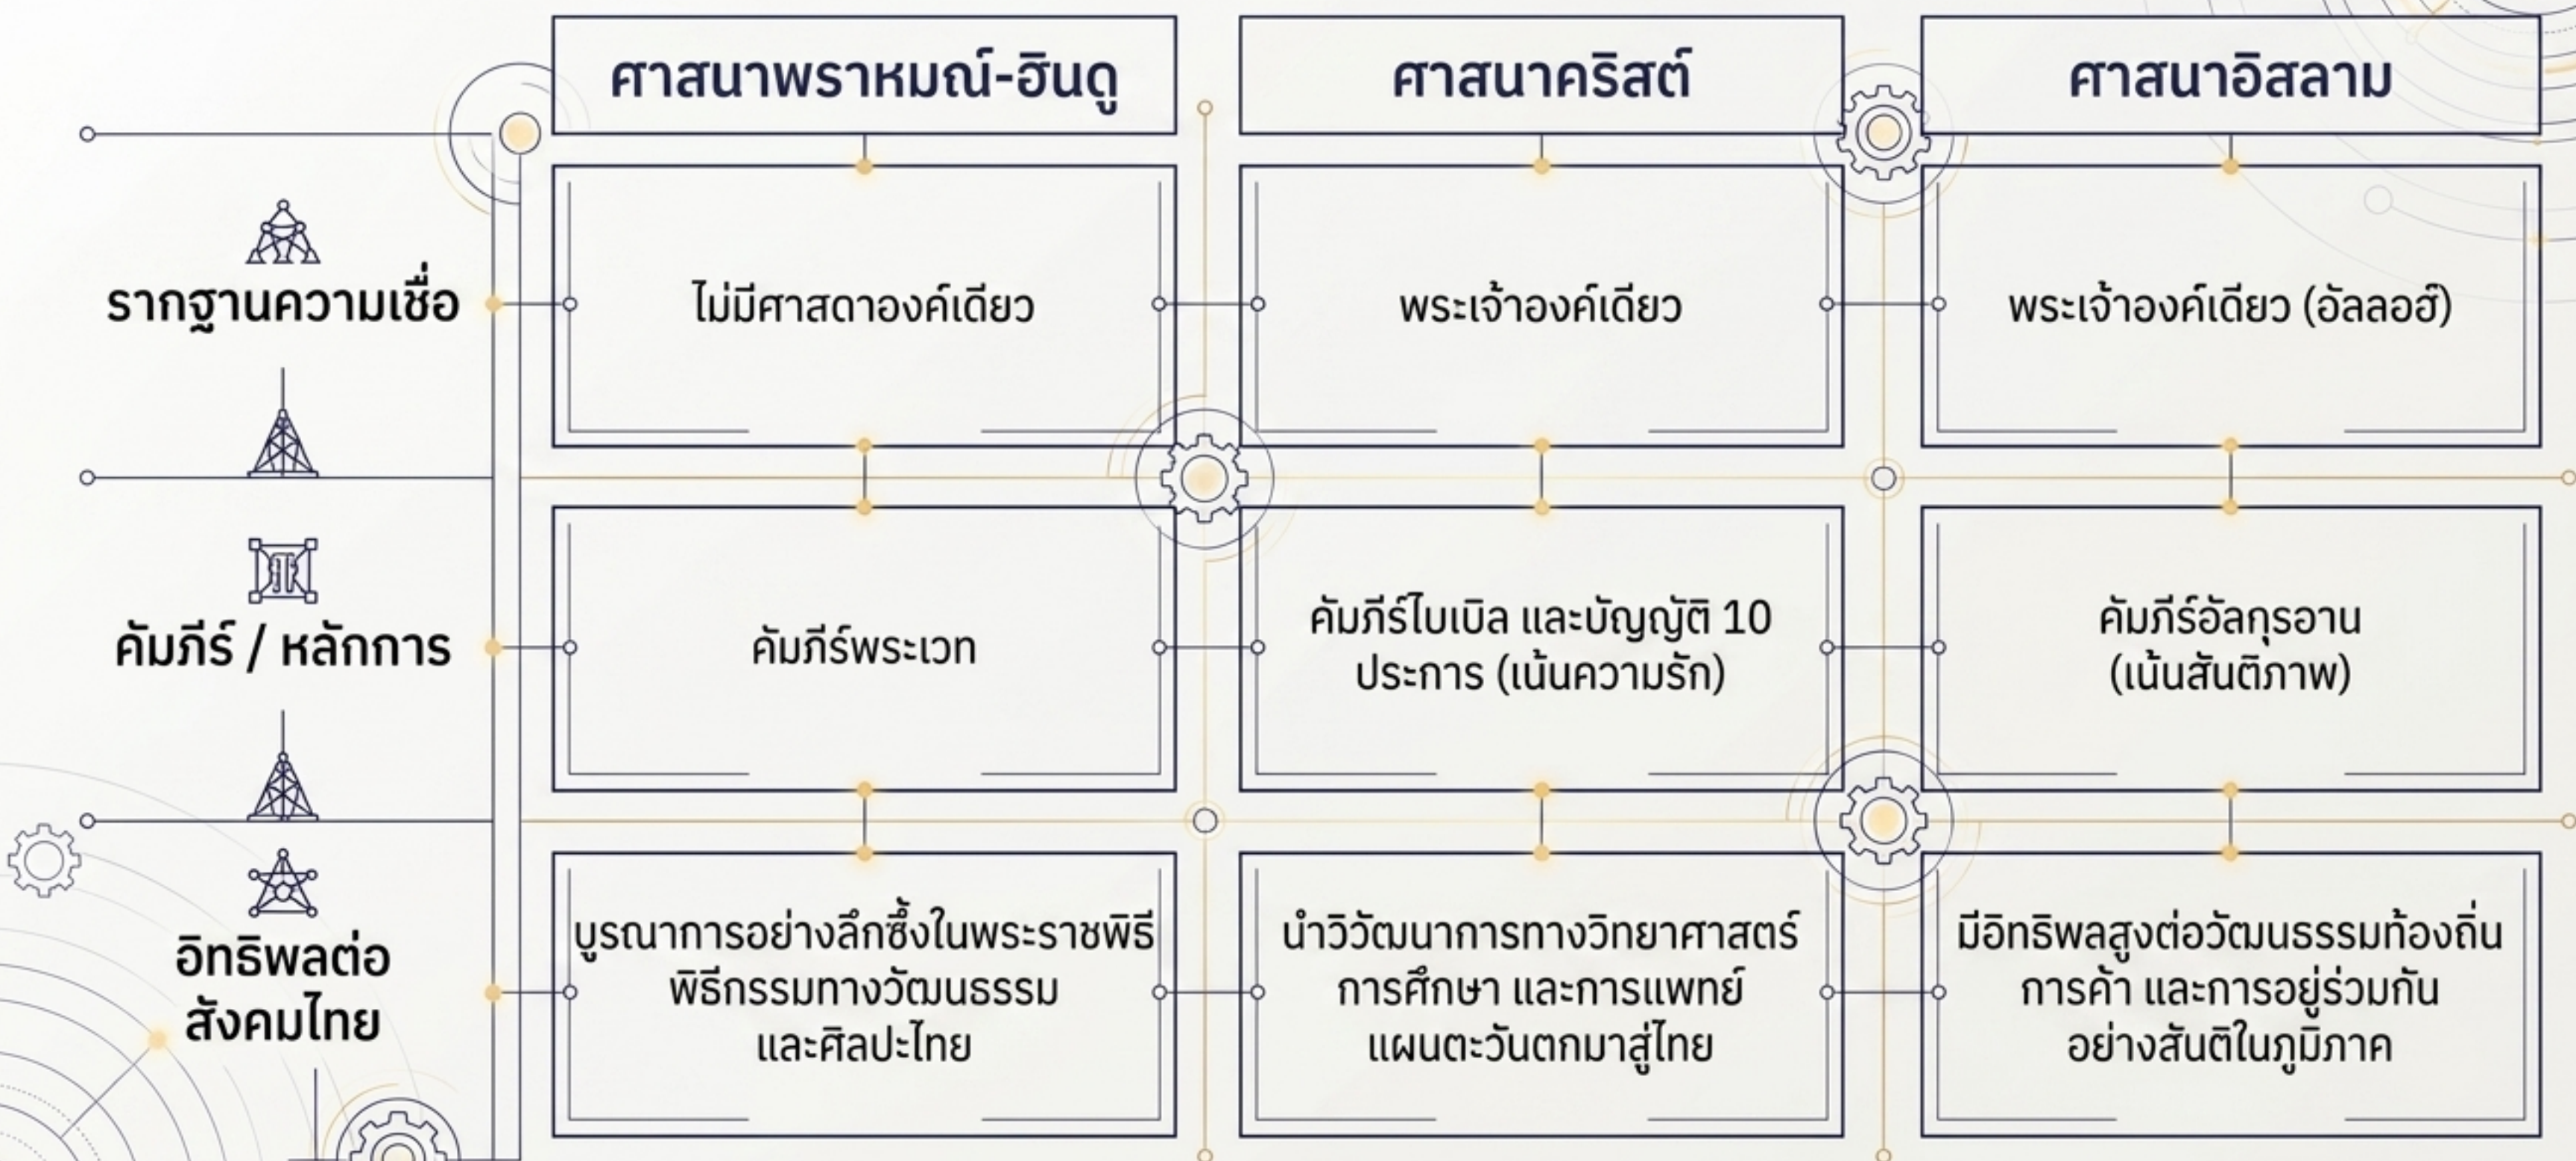 ศาสนาพราหมณ์-ฮินดู
ศาสนาคริสต์
ศาสนาอิสลาม
รากฐานความเชื่อ
ไม่มีศาสดาองค์เดียว
พระเจ้าองค์เดียว
พระเจ้าองค์เดียว (อัลลอฮ์)
คัมภีร์ / หลักการ
คัมภีร์พระเวท
คัมภีร์ไบเบิล และบัญญัติ 10
ประการ (เน้นความรัก)
คัมภีร์อัลกุรอาน
(เน้นสันติภาพ)
อิทธิพลต่อ
สังคมไทย
บูรณาการอย่างลึกซึ้งในพระราชพิธี
พิธีกรรมทางวัฒนธรรม
และศิลปะไทย
นำวิวัฒนาการทางวิทยาศาสตร์
การศึกษา และการแพทย์
แผนตะวันตกมาสู่ไทย
มีอิทธิพลสูงต่อวัฒนธรรมท้องถิ่น
การค้า และการอยู่ร่วมกัน
อย่างสันติในภูมิภาค